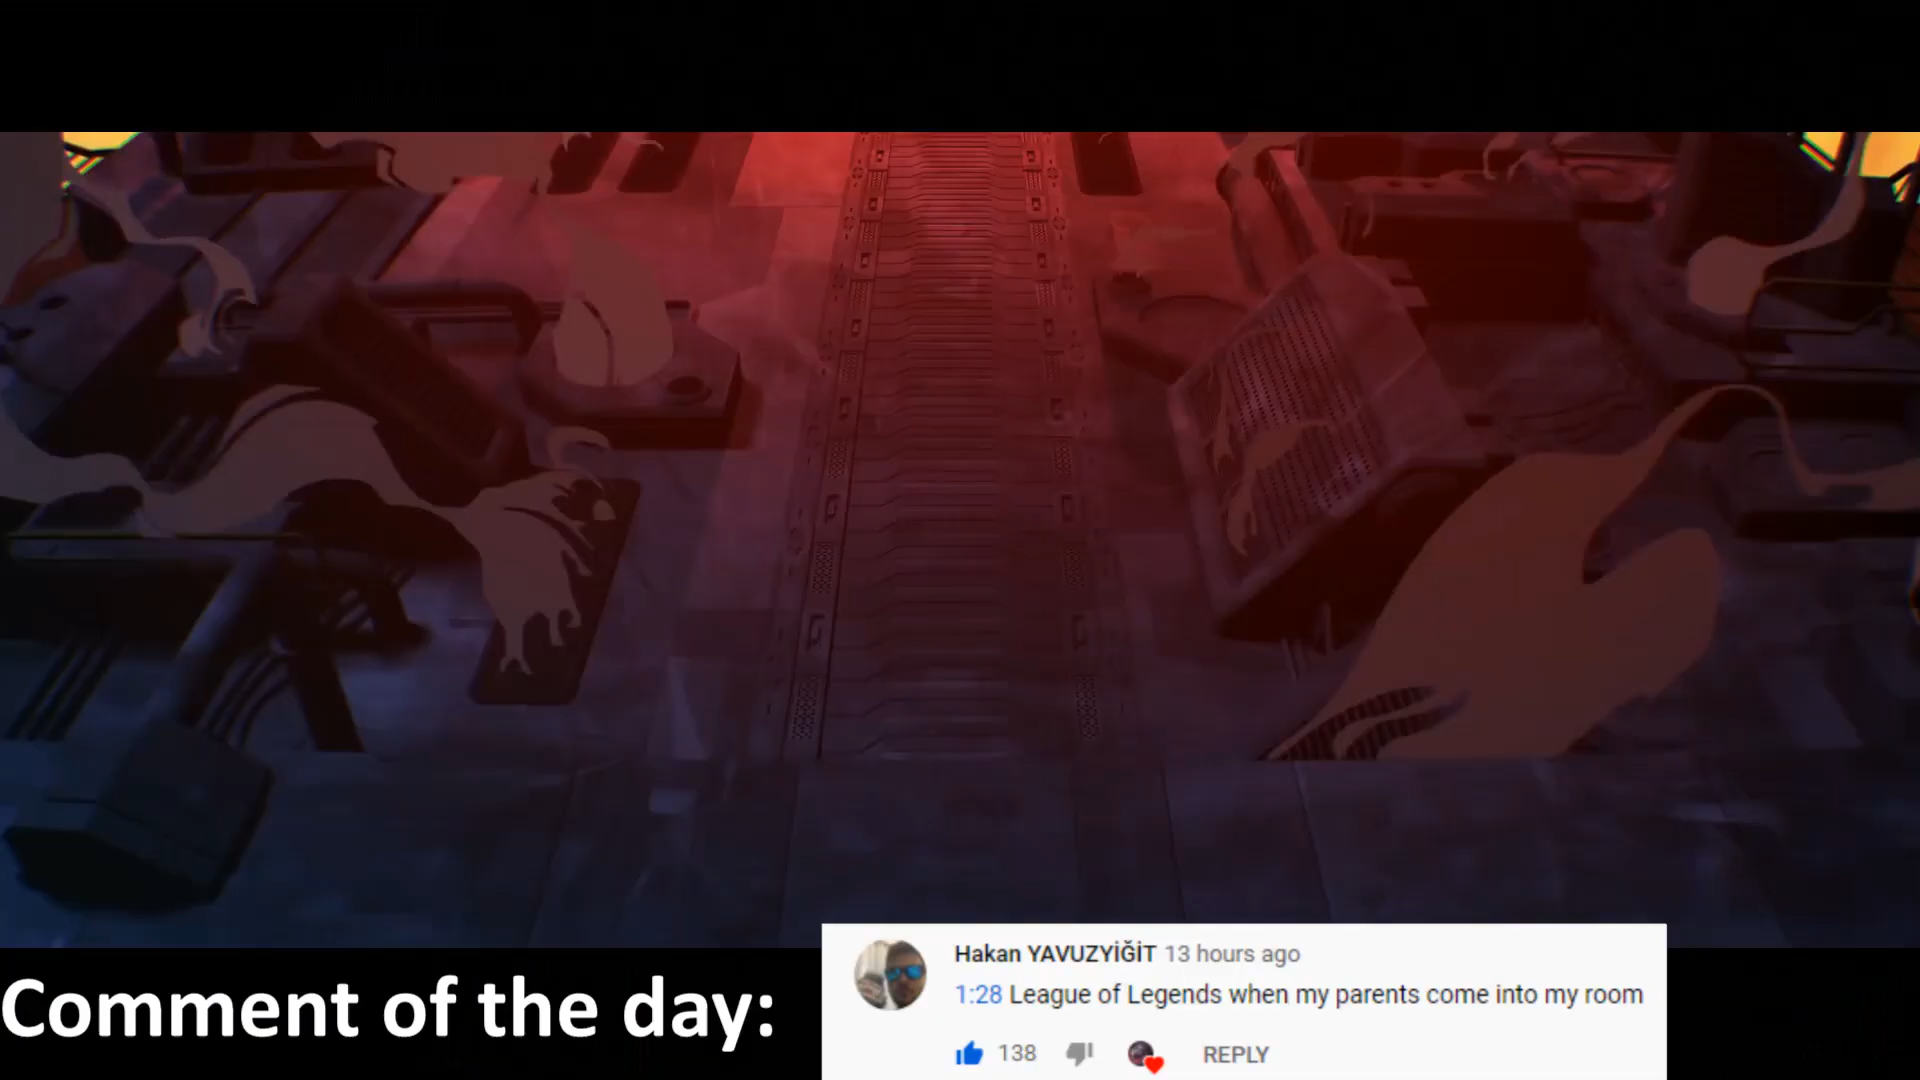 Comment of the day:
Hakan YAVUZYİĞİT 13 hours ago
1:28 League of Legends when my parents come into my room
138 REPLY